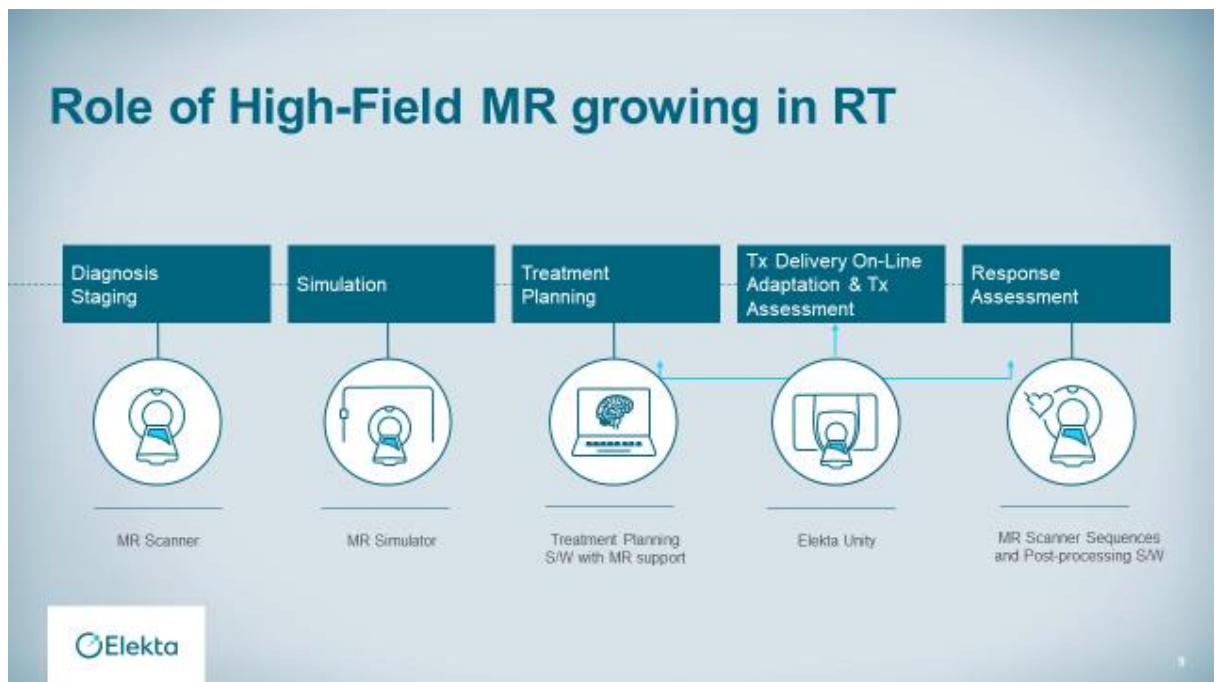 Role of High-Field MR growing in RT
Diagnosis
Staging
Simulation
Treatment
Planning
Tx Delivery On-Line
Adaptation & Tx
Assessment
Response
Assessment
MR Scanner
MR Simulator
Treatment Planning
S/W with MR support
Elekta Unity
MR Scanner Sequences
and Post-processing S/W
Elekta